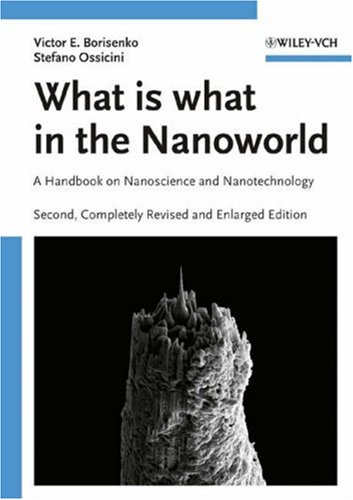 Victor E. Borisenko
Stefano Ossicini
WILEY-VCH
What is what
in the Nanoworld
A Handbook on Nanoscience and Nanotechnology
Second, Completely Revised and Enlarged Edition